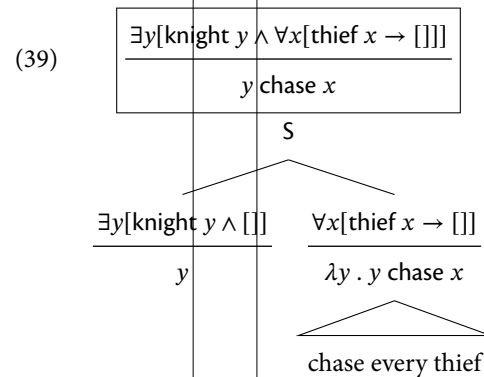 (39)
∃y[knight y ∧ ∀x[thief x → []]]
y chase x
S
∃y[knight y ∧ []] ∀x[thief x → []]
y λy . y chase x
chase every thief